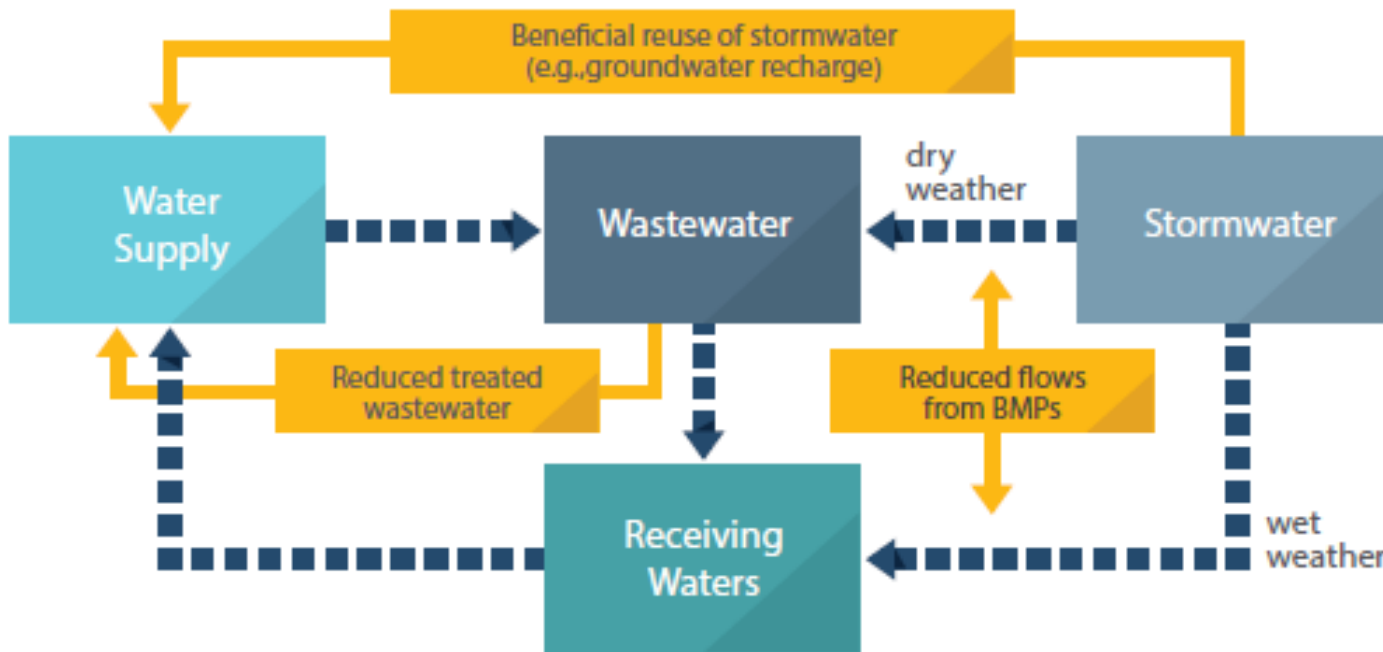 Beneficial reuse of stormwater
(e.g.,groundwater recharge)
Water
Supply
Wastewater
dry
weather
Stormwater
Reduced treated
wastewater
Reduced flows
from BMPs
Receiving
Waters
wet
weather